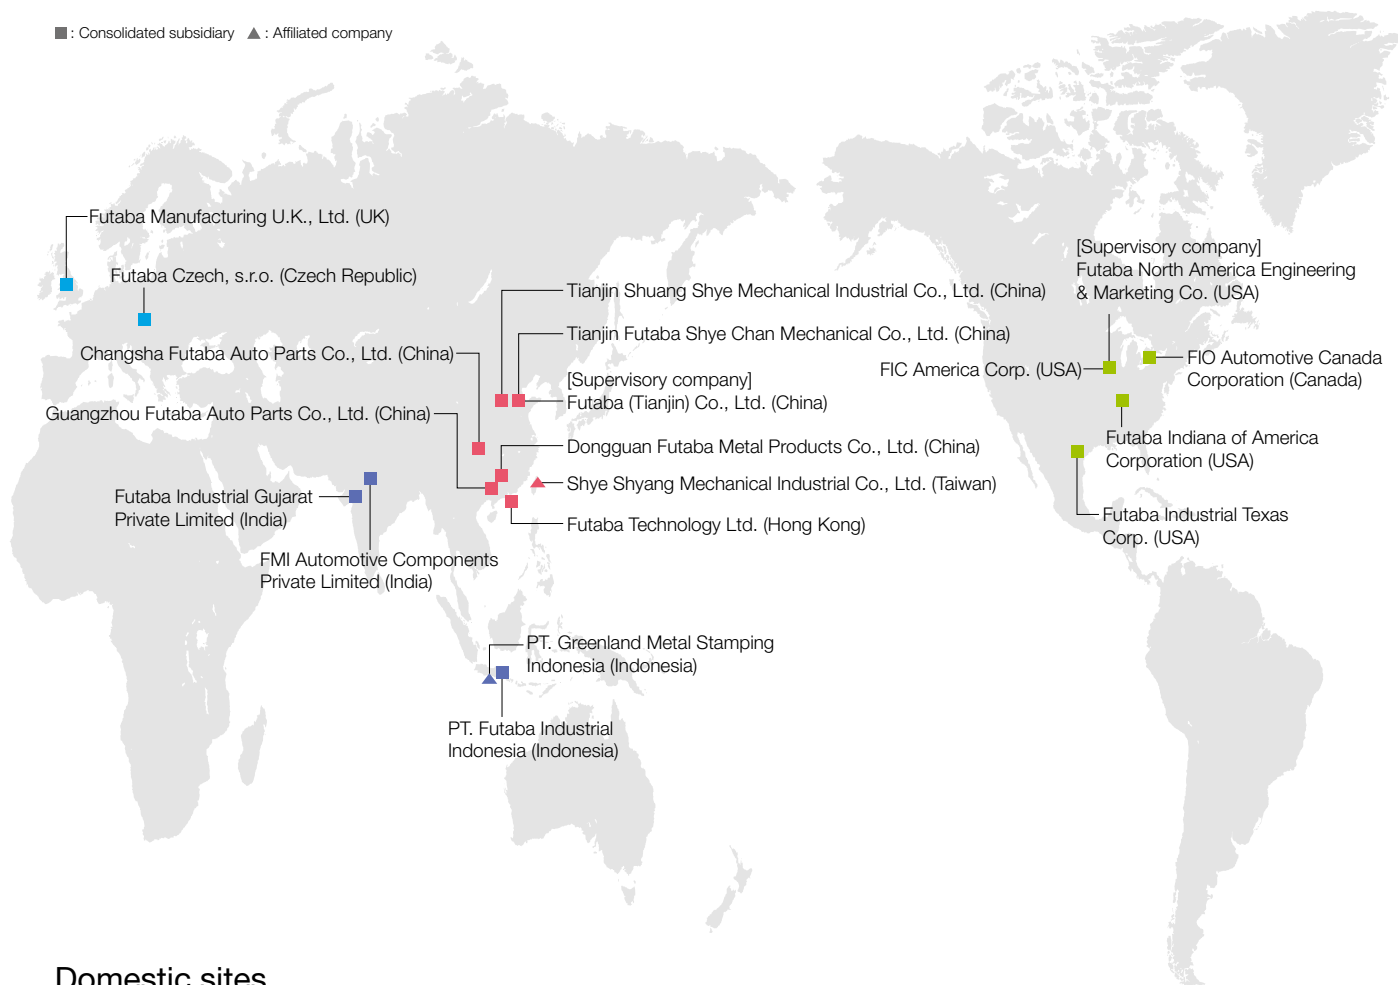 ■ : Consolidated subsidiary ▲ : Affiliated company
Futaba Manufacturing U.K., Ltd. (UK)
Futaba Czech, s.r.o. (Czech Republic)
Changsha Futaba Auto Parts Co., Ltd. (China)
Guangzhou Futaba Auto Parts Co., Ltd. (China)
Futaba Industrial Gujarat
Private Limited (India)
FMI Automotive Components
Private Limited (India)
Tianjin Shuang Shye Mechanical Industrial Co., Ltd. (China)
Tianjin Futaba Shye Chan Mechanical Co., Ltd. (China)
[Supervisory company]
Futaba (Tianjin) Co., Ltd. (China)
Dongguan Futaba Metal Products Co., Ltd. (China)
Shye Shyang Mechanical Industrial Co., Ltd. (Taiwan)
Futaba Technology Ltd. (Hong Kong)
PT. Greenland Metal Stamping
Indonesia (Indonesia)
PT. Futaba Industrial
Indonesia (Indonesia)
[Supervisory company]
Futaba North America Engineering
& Marketing Co. (USA)
FIC America Corp. (USA)
FIO Automotive Canada
Corporation (Canada)
Futaba Indiana of America
Corporation (USA)
Futaba Industrial Texas
Corp. (USA)
Domestic sites